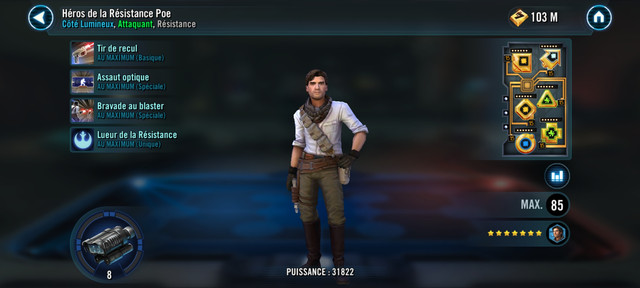 Héros de la Résistance Poe
Côté Lumineux, Attaquant, Résistance
103 M
Tir de recul
AU MAXIMUM (Basique)
Assaut optique
AU MAXIMUM (Spéciale)
Bravade au blaster
AU MAXIMUM (Spéciale)
Lueur de la Résistance
AU MAXIMUM (Unique)
MAX. 85
8
PUISSANCE : 31822